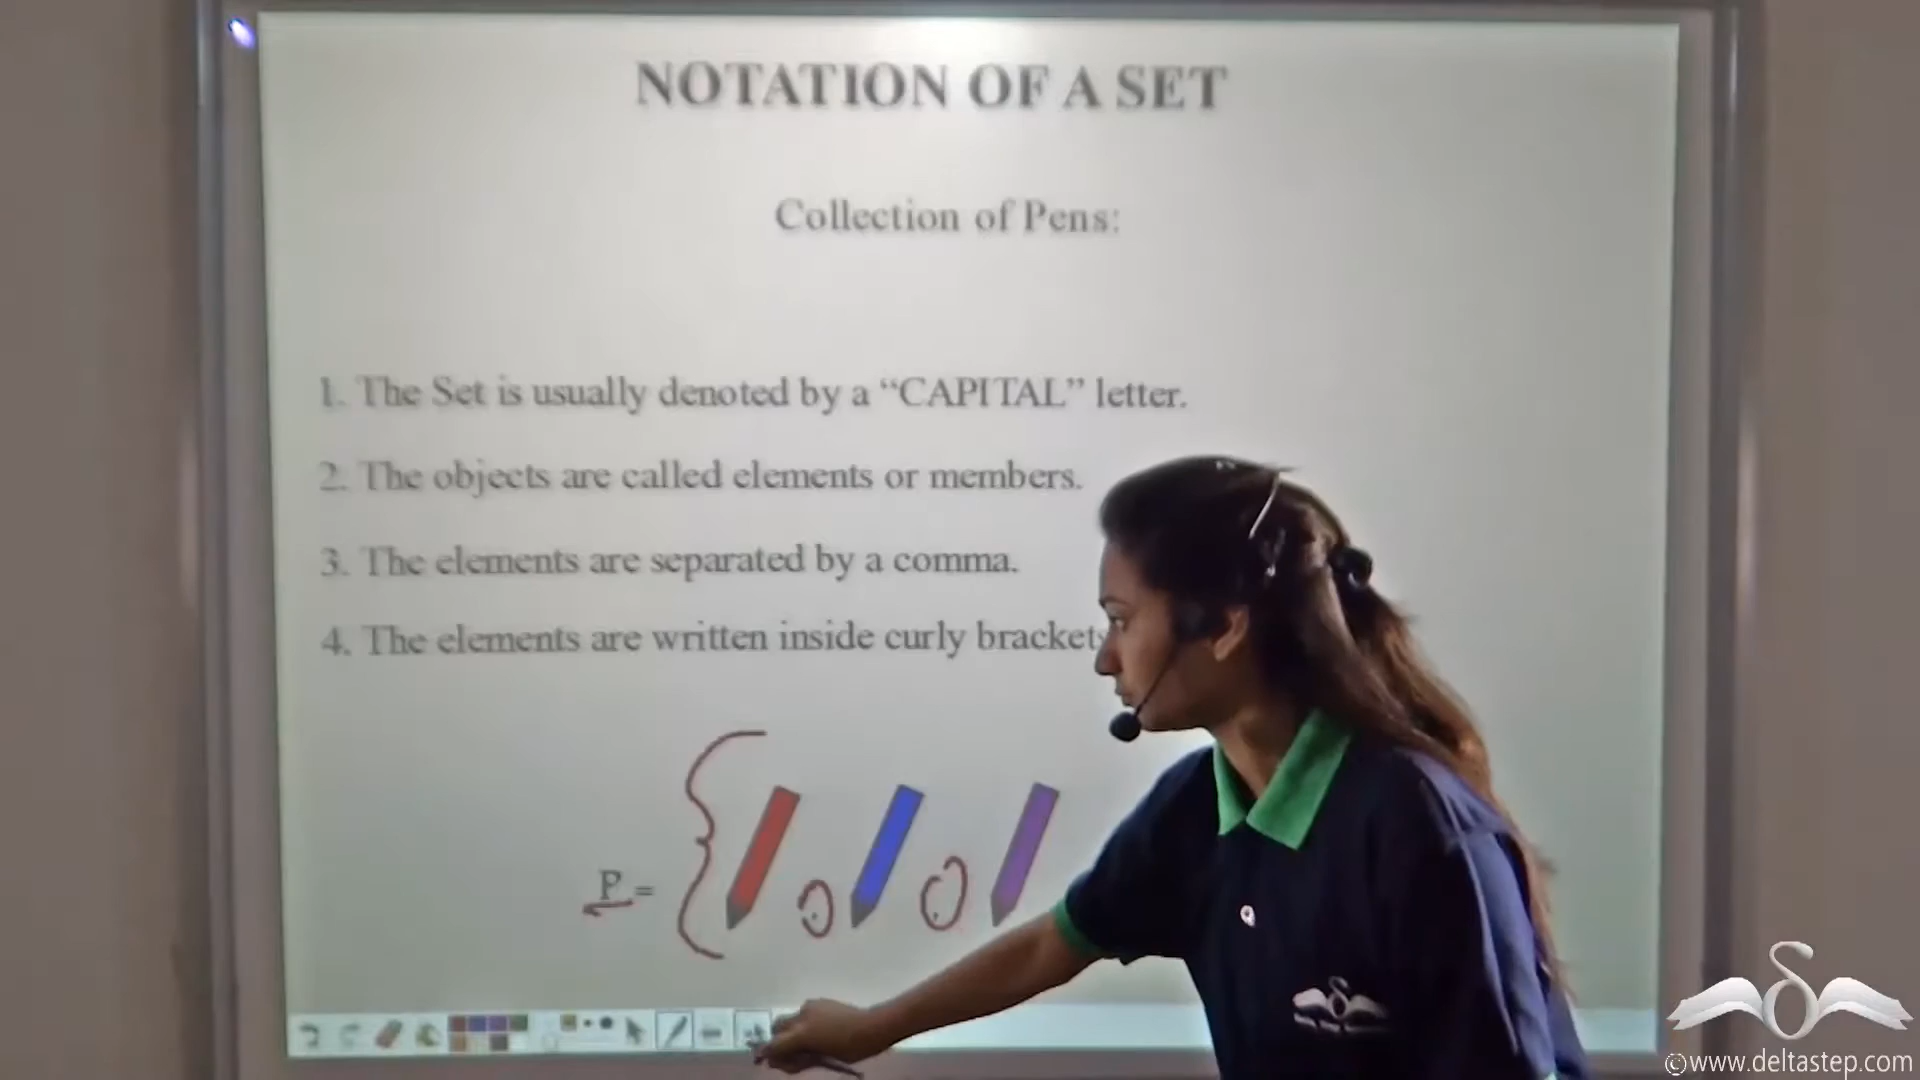 NOTATION OF A SET
Collection of Pens:
1. The Set is usually denoted by a “CAPITAL” letter.
2. The objects are called elements or members.
3. The elements are separated by a comma.
4. The elements are written inside curly brackets
P = {
©www.deltastep.com